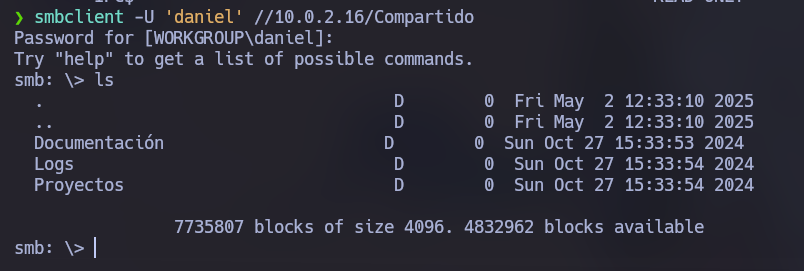 ❯ smbclient -U 'daniel' //10.0.2.16/Compartido
Password for [WORKGROUP\daniel]:
Try "help" to get a list of possible commands.
smb: \> ls
  .                                   D        0  Fri May  2 12:33:10 2025
  ..                                  D        0  Fri May  2 12:33:10 2025
  Documentación                      D        0  Sun Oct 27 15:33:53 2024
  Logs                                D        0  Sun Oct 27 15:33:54 2024
  Proyectos                           D        0  Sun Oct 27 15:33:54 2024
                7735807 blocks of size 4096. 4832962 blocks available
smb: \>